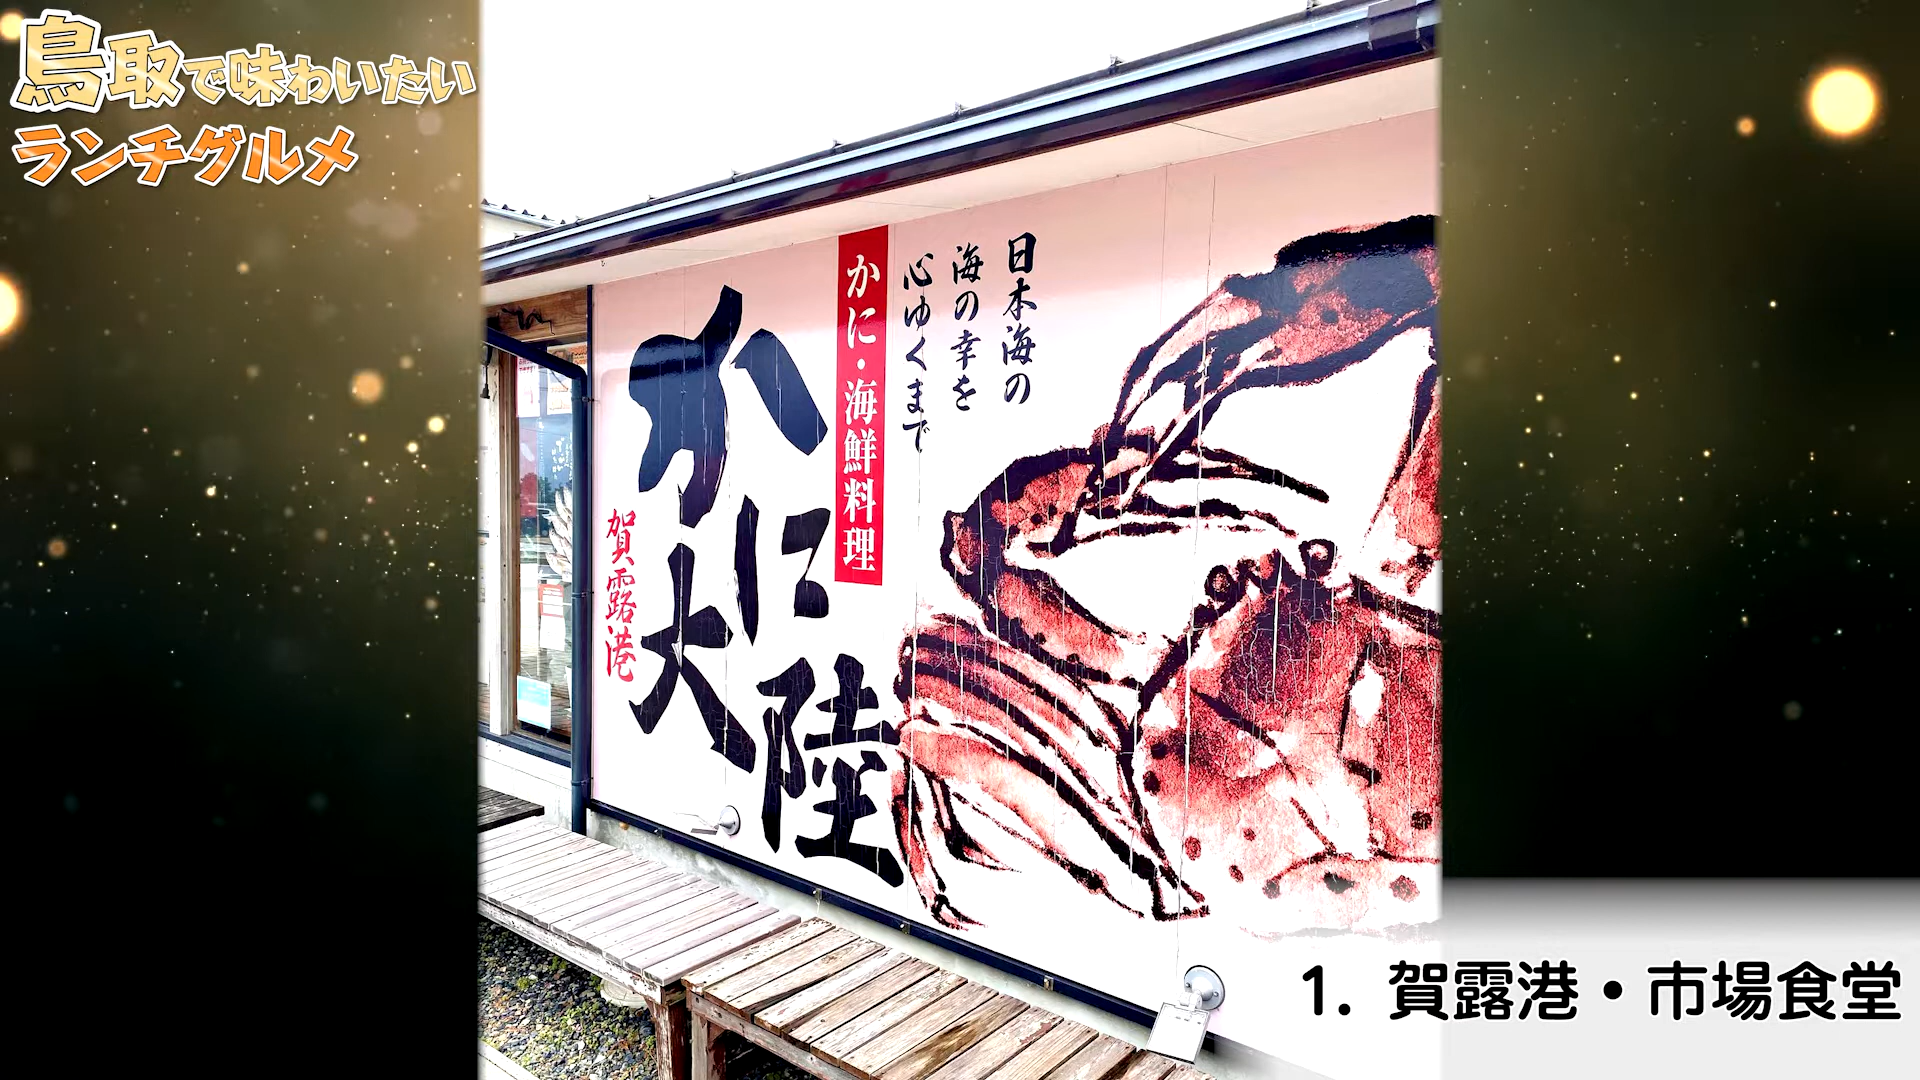 鳥取で味わいたい
ランチグルメ
日本海の
海の幸を
心ゆくまで
かに・海鮮料理
かに
大陸
賀露港
1. 賀露港・市場食堂